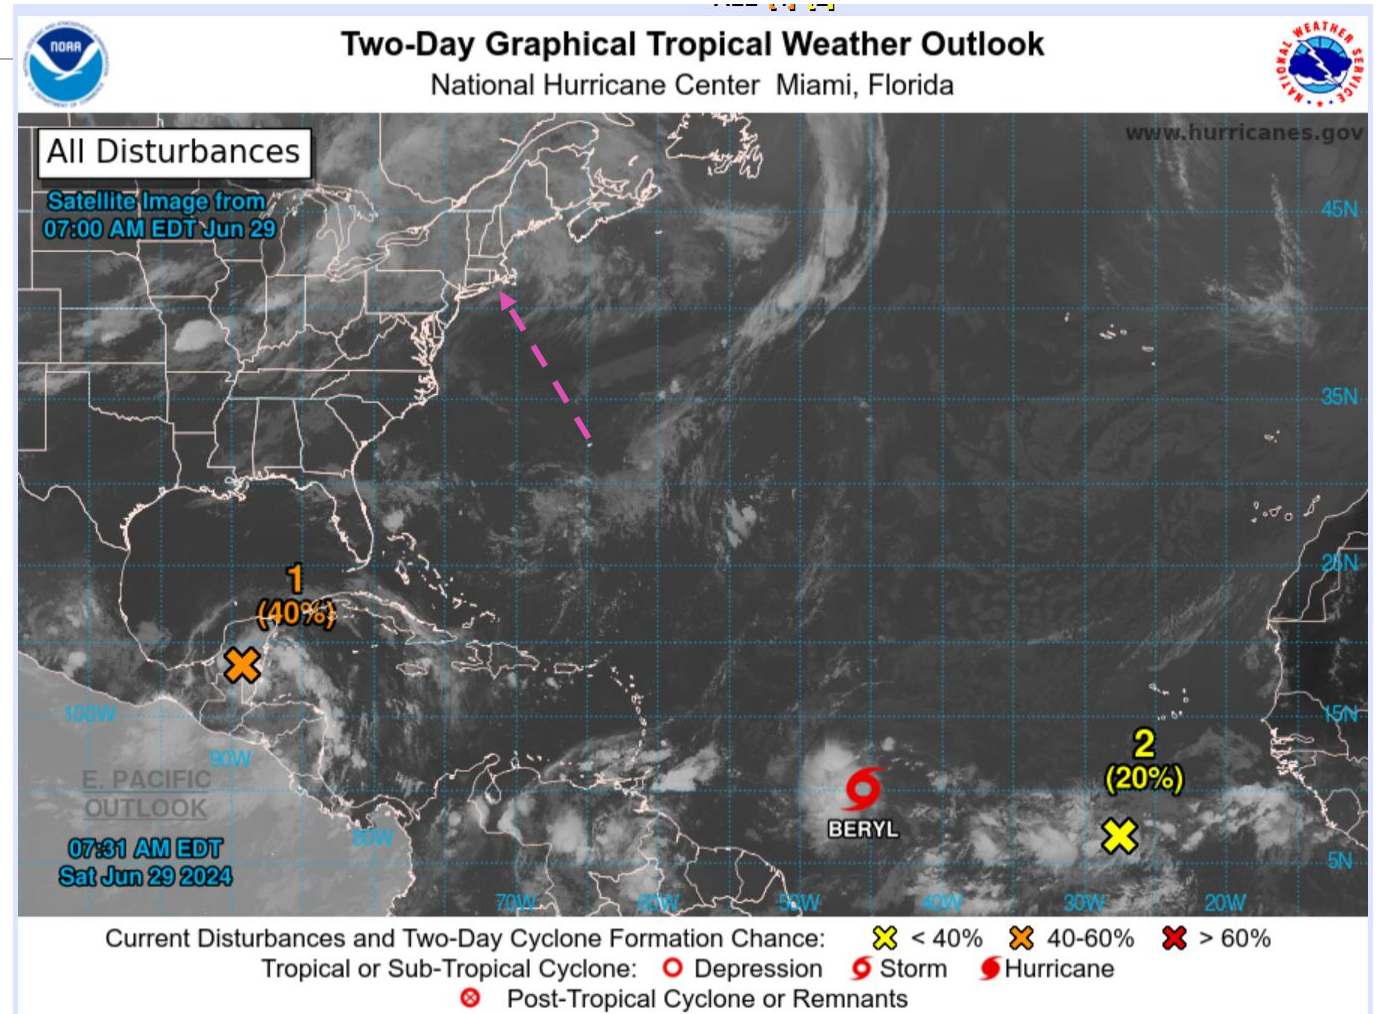 Two-Day Graphical Tropical Weather Outlook
National Hurricane Center Miami, Florida
NOAA
NATIONAL WEATHER SERVICE
All Disturbances
www.hurricanes.gov
Satellite Image from
07:00 AM EDT Jun 29
45N
35N
25N
1
(40%)
15N
100W
2
(20%)
90W
E. PACIFIC
OUTLOOK
BERYL
80W
07:31 AM EDT
Sat Jun 29 2024
5N
70W 60W 50W 40W 30W 20W
Current Disturbances and Two-Day Cyclone Formation Chance: < 40% 40-60% > 60%
Tropical or Sub-Tropical Cyclone: Depression Storm Hurricane
Post-Tropical Cyclone or Remnants